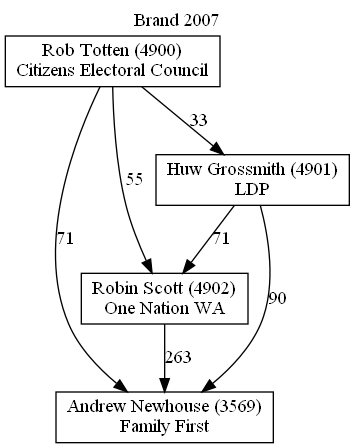 Brand 2007
Rob Totten (4900)
Citizens Electoral Council
33
Huw Grossmith (4901)
LDP
55
71
71
Robin Scott (4902)
One Nation WA
90
263
Andrew Newhouse (3569)
Family First